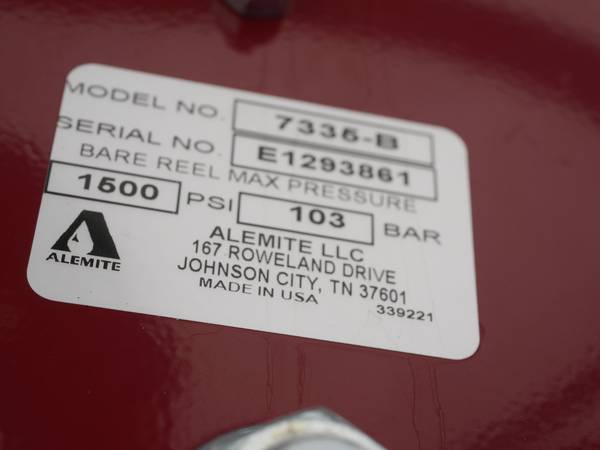 MODEL NO. 7335-B
SERIAL NO. E1293861
BARE REEL MAX PRESSURE
1500 PSI 103 BAR
ALEMITE
ALEMITE LLC
167 ROWELAND DRIVE
JOHNSON CITY, TN 37601
MADE IN USA
339221